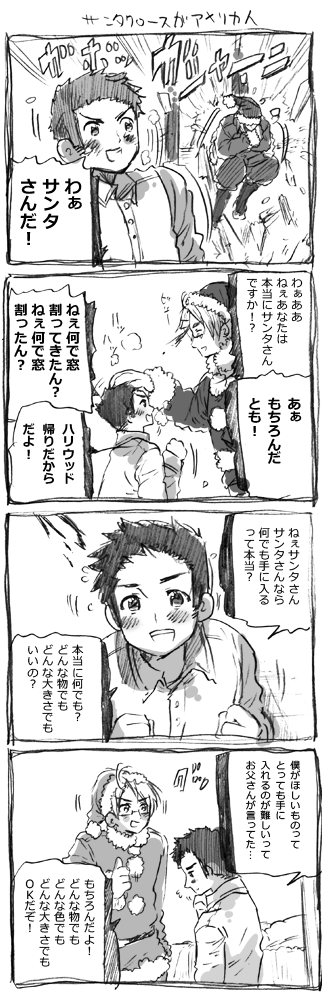 サンタクロースがアメリカ人
ガガガ
ガシャーン
わぁ
サンタ
さんだ！
わぁああ
ねぇあなたは
本当にサンタさん
ですか！？
あぁ
もちろんだ
とも！
ねぇ何で窓
割ってきたん？
ねぇ何で窓
割ったん？
ハリウッド
帰りだから
だよ！
ねぇサンタさん
サンタさんなら
何でも手に入る
って本当？
本当に何でも？
どんな物でも
どんな大きさでも
いいの？
僕がほしいものって
とっても手に
入れるのが難しいって
お父さんが言ってた…
もちろんだよ！
どんな物でも
どんな色でも
どんな大きさでも
OKだぞ！